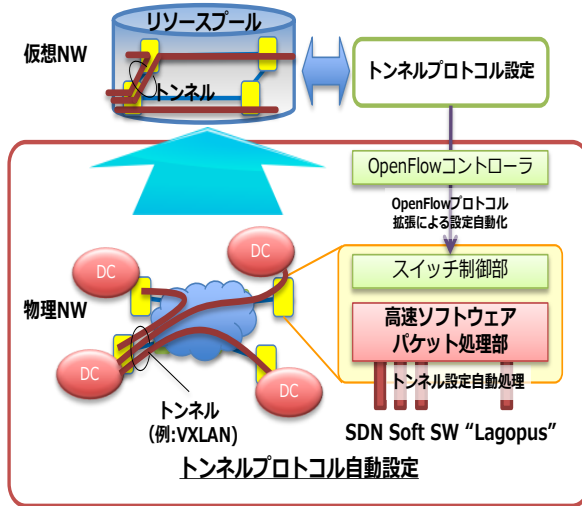 リソースプール
仮想NW
トンネル
トンネルプロトコル設定
OpenFlowコントローラ
OpenFlowプロトコル
拡張による設定自動化
DC
DC
スイッチ制御部
物理NW
高速ソフトウェア
パケット処理部
DC
DC
トンネル設定自動処理
トンネル
(例:VXLAN)
SDN Soft SW “Lagopus”
トンネルプロトコル自動設定